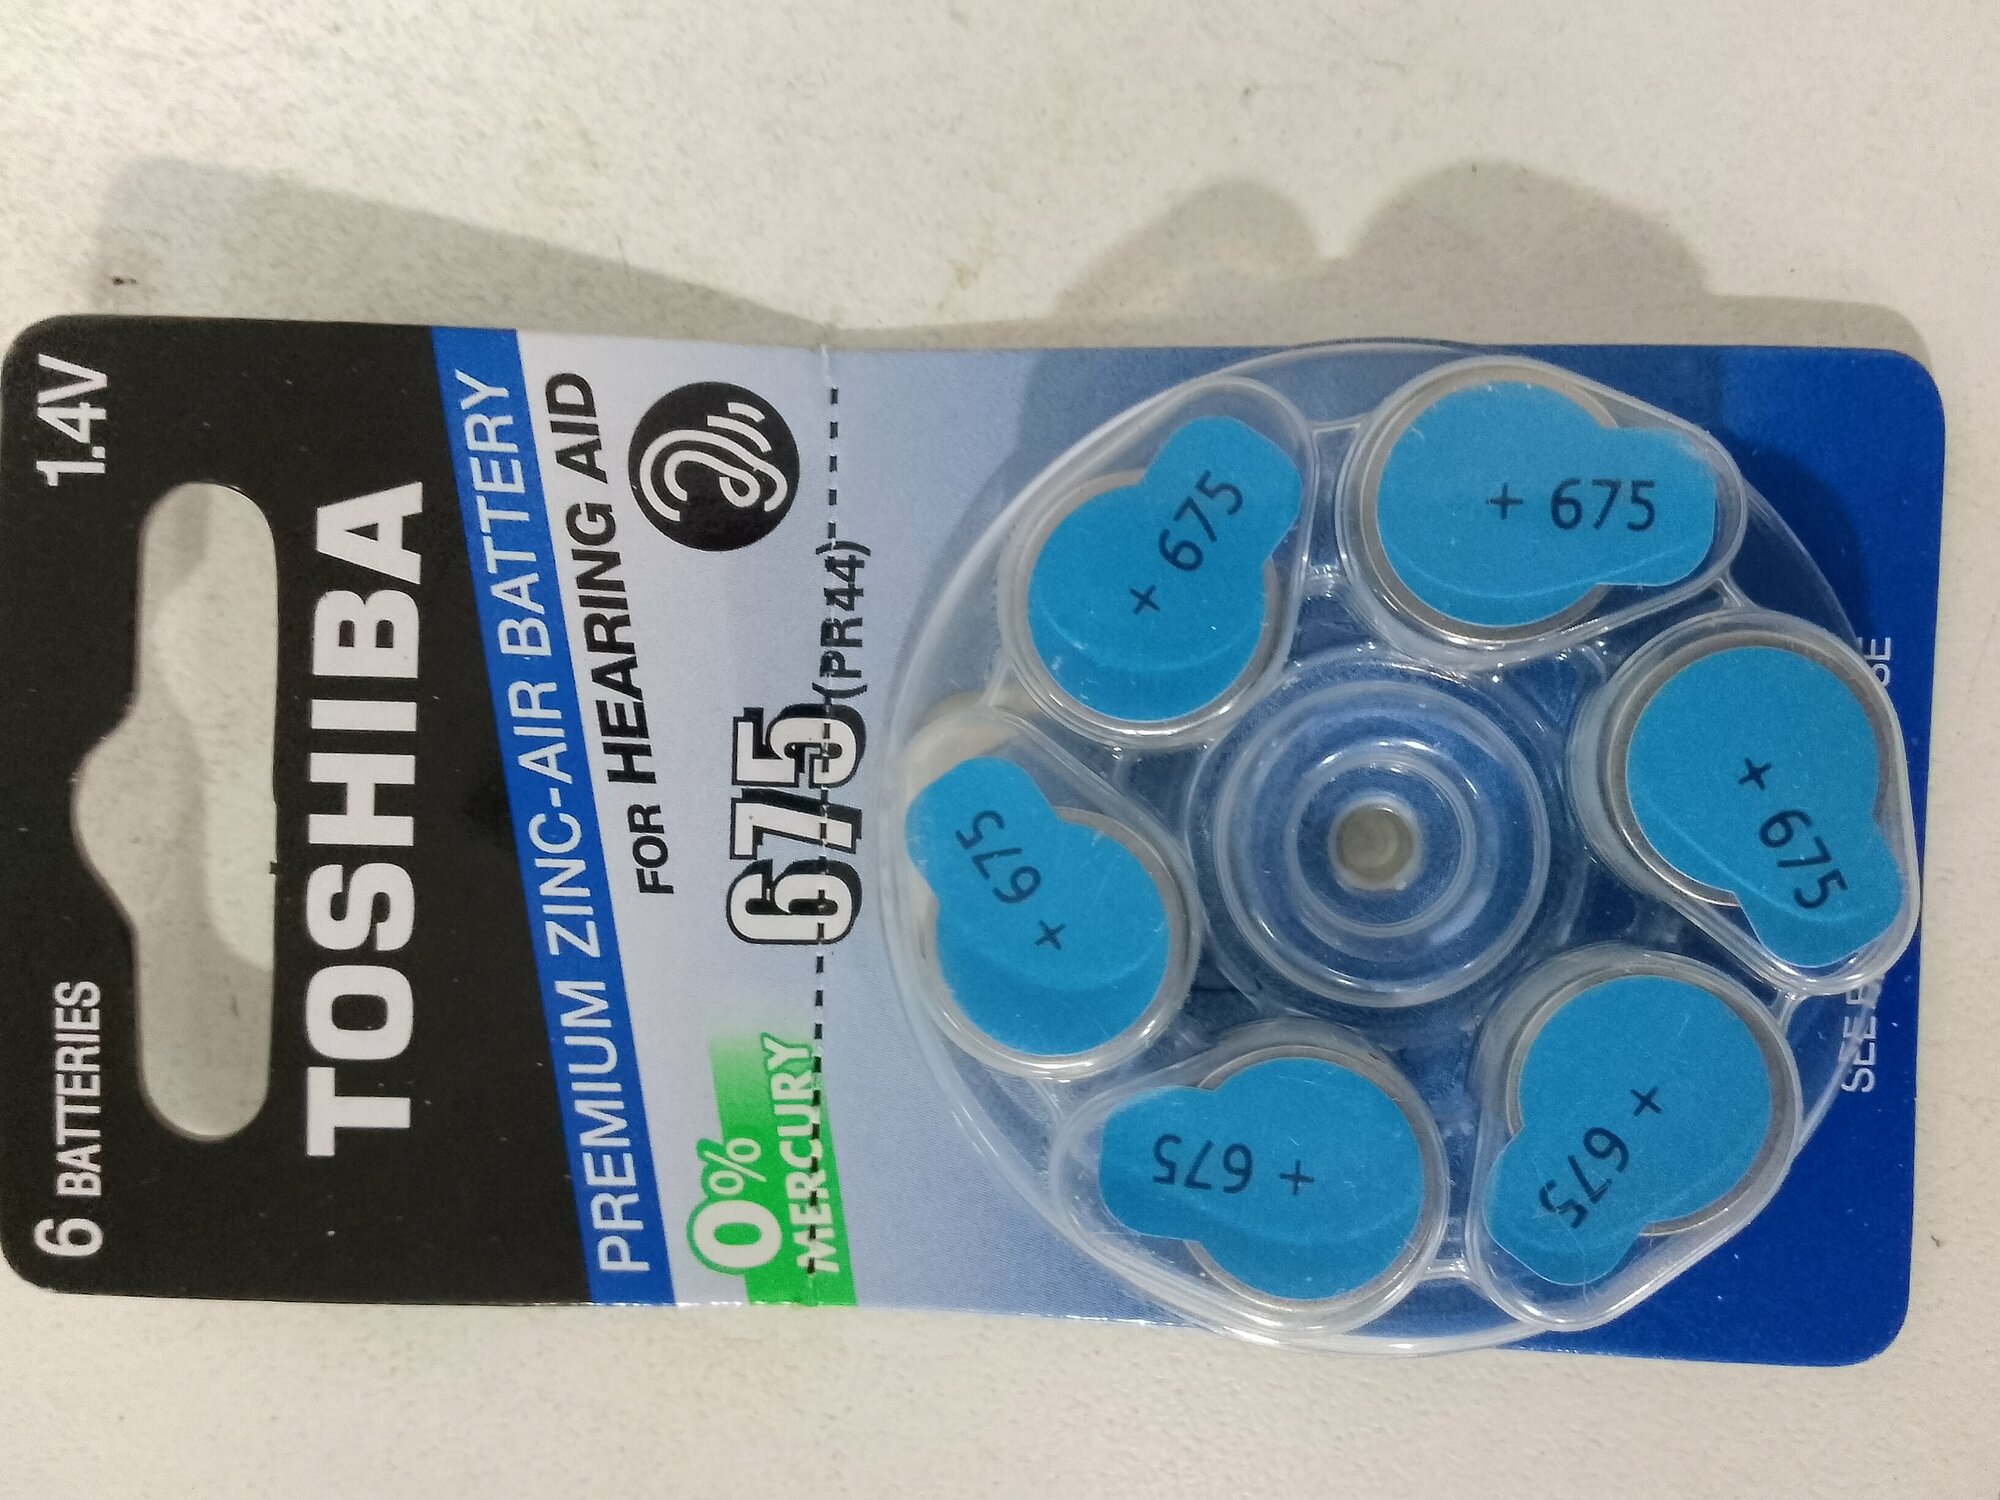 6 BATTERIES 1.4V
TOSHIBA
PREMIUM ZINC-AIR BATTERY
FOR HEARING AID
0% MERCURY
675 (PR44)
+ 675
+ 675
+ 675
+ 675
+ 675
+ 675
SEE